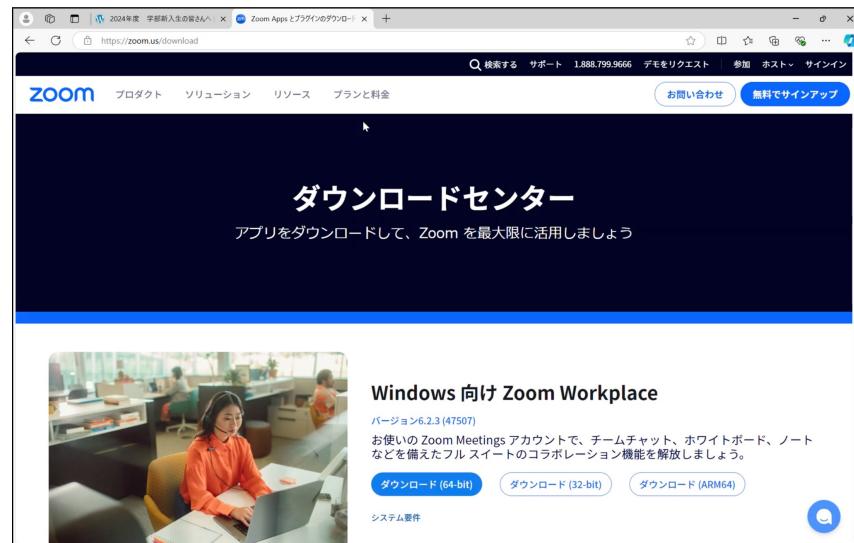 2024年度 学部新入生の皆さんへ
Zoom Apps とプラグインのダウンロード
https://zoom.us/download
検索する サポート 1.888.799.9666 デモをリクエスト 参加 ホスト サインイン
zoom プロダクト ソリューション リソース プランと料金 お問い合わせ 無料でサインアップ
ダウンロードセンター
アプリをダウンロードして、Zoom を最大限に活用しましょう
Windows 向け Zoom Workplace
バージョン6.2.3 (47507)
お使いの Zoom Meetings アカウントで、チームチャット、ホワイトボード、ノート
などを備えたフル スイートのコラボレーション機能を解放しましょう。
ダウンロード (64-bit) ダウンロード (32-bit) ダウンロード (ARM64)
システム要件